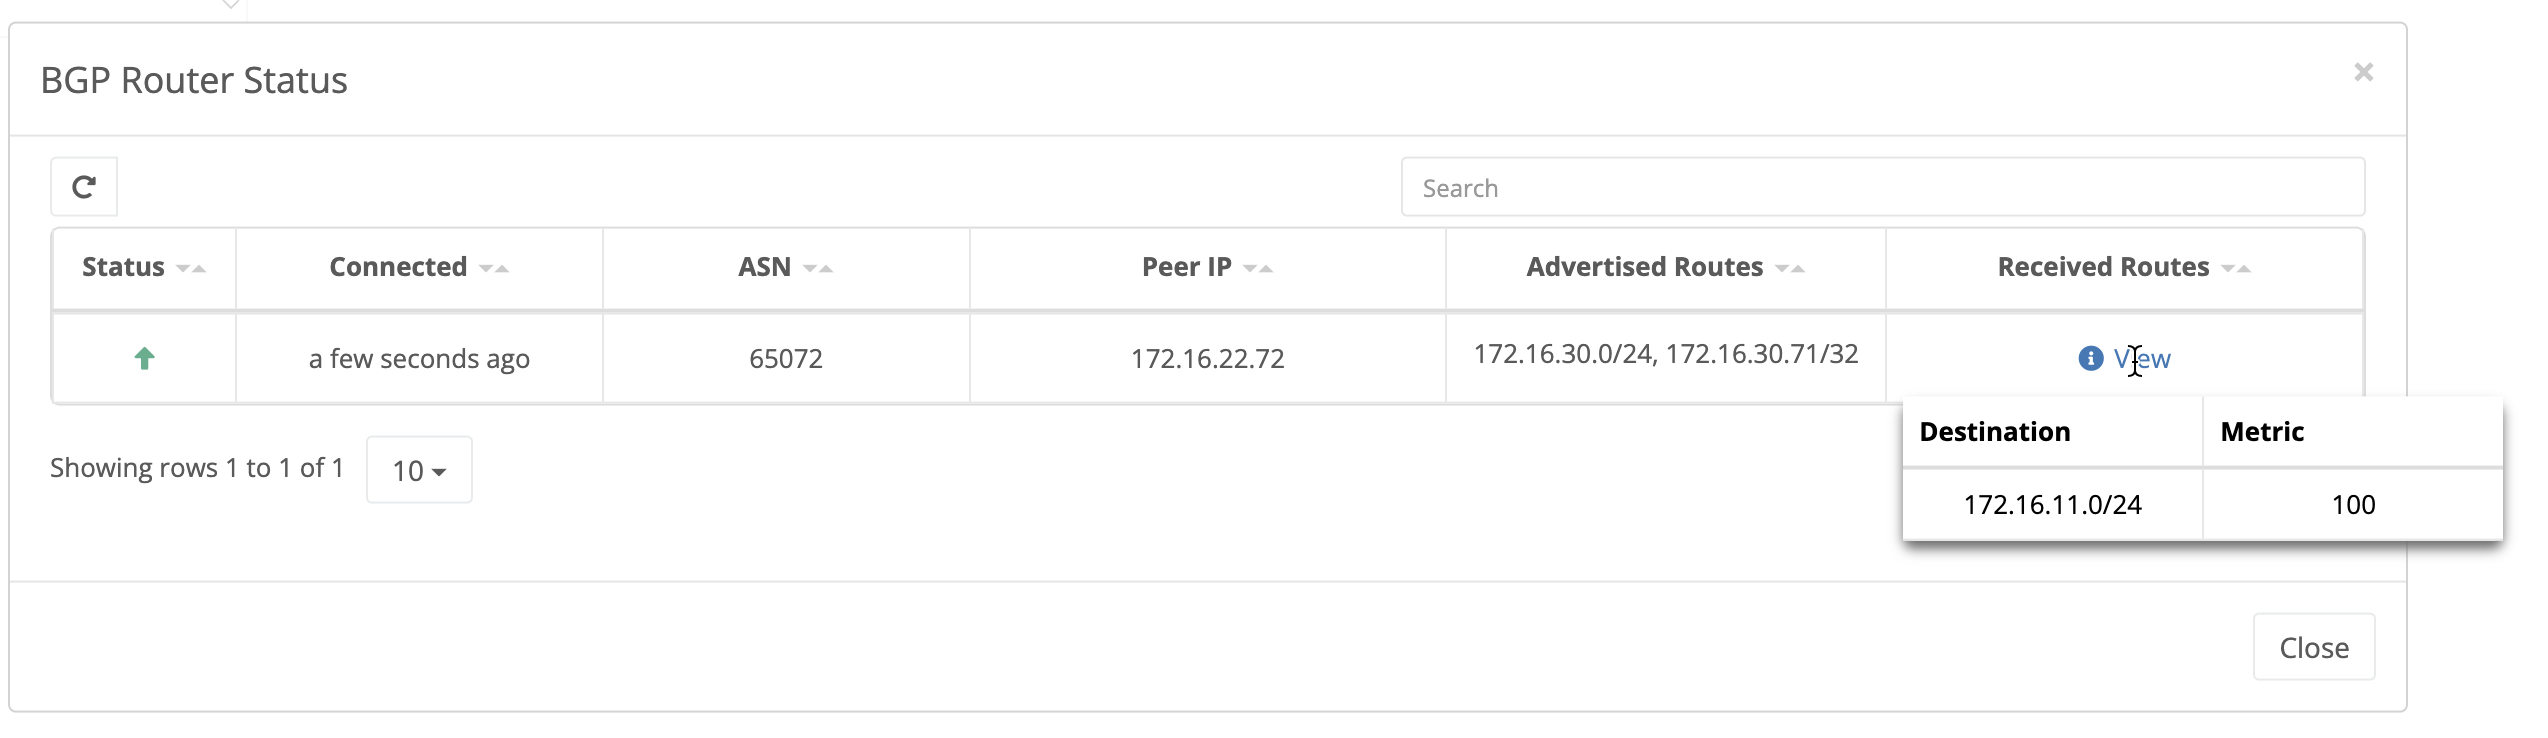 BGP Router Status
Search
Status Connected ASN Peer IP Advertised Routes Received Routes
a few seconds ago 65072 172.16.22.72 172.16.30.0/24, 172.16.30.71/32 View
Destination Metric
172.16.11.0/24 100
Showing rows 1 to 1 of 1 10
Close